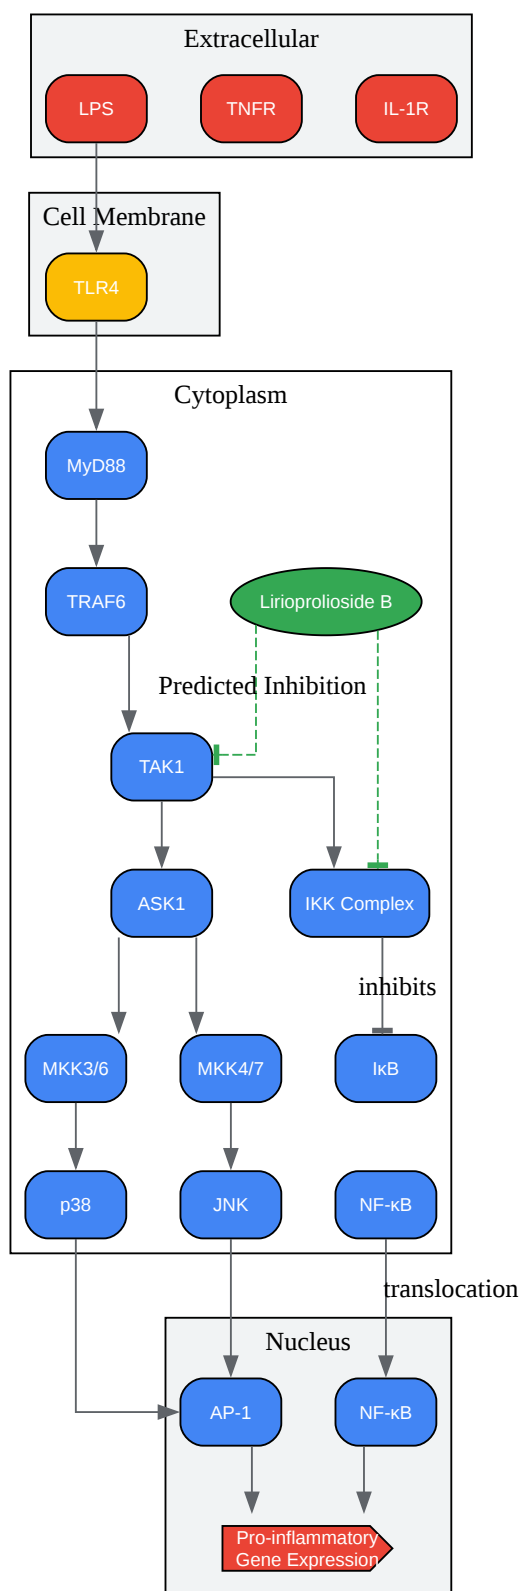 Extracellular
LPS
TNFR
IL-1R
Cell Membrane
TLR4
Cytoplasm
MyD88
TRAF6
Lirioprolioside B
Predicted Inhibition
TAK1
ASK1
IKK Complex
inhibits
MKK3/6
MKK4/7
IκB
p38
JNK
NF-κB
translocation
Nucleus
AP-1
NF-κB
Pro-inflammatory
Gene Expression